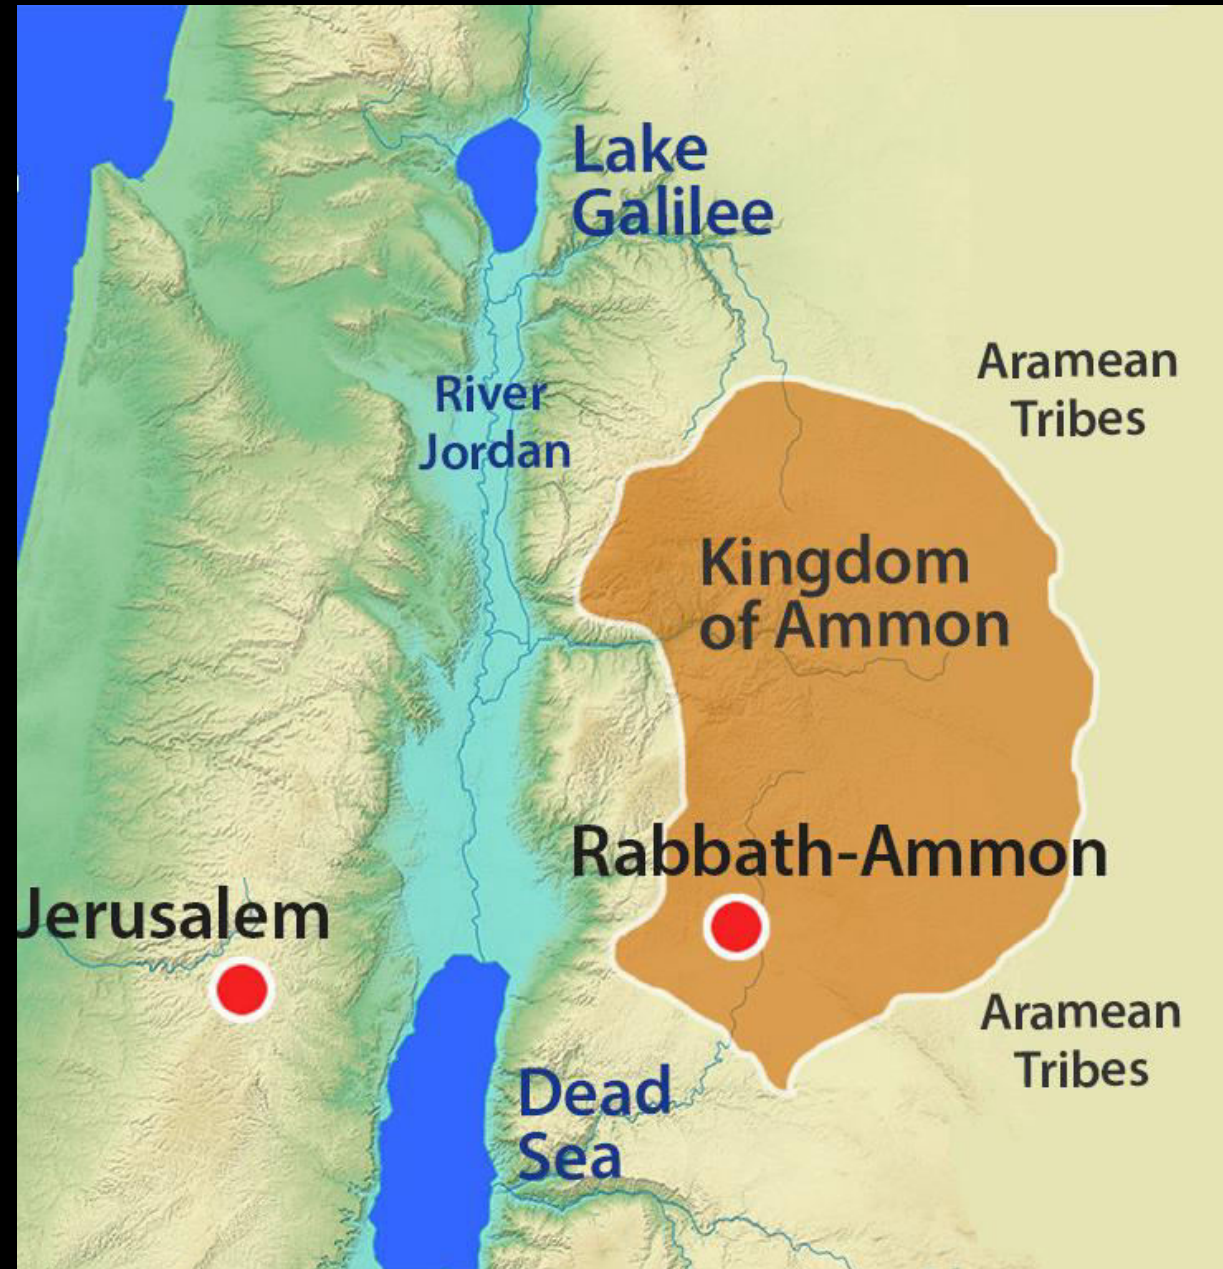 Lake
Galilee
River
Jordan
Aramean
Tribes
Kingdom
of Ammon
Rabbath-Ammon
Jerusalem
Aramean
Tribes
Dead
Sea